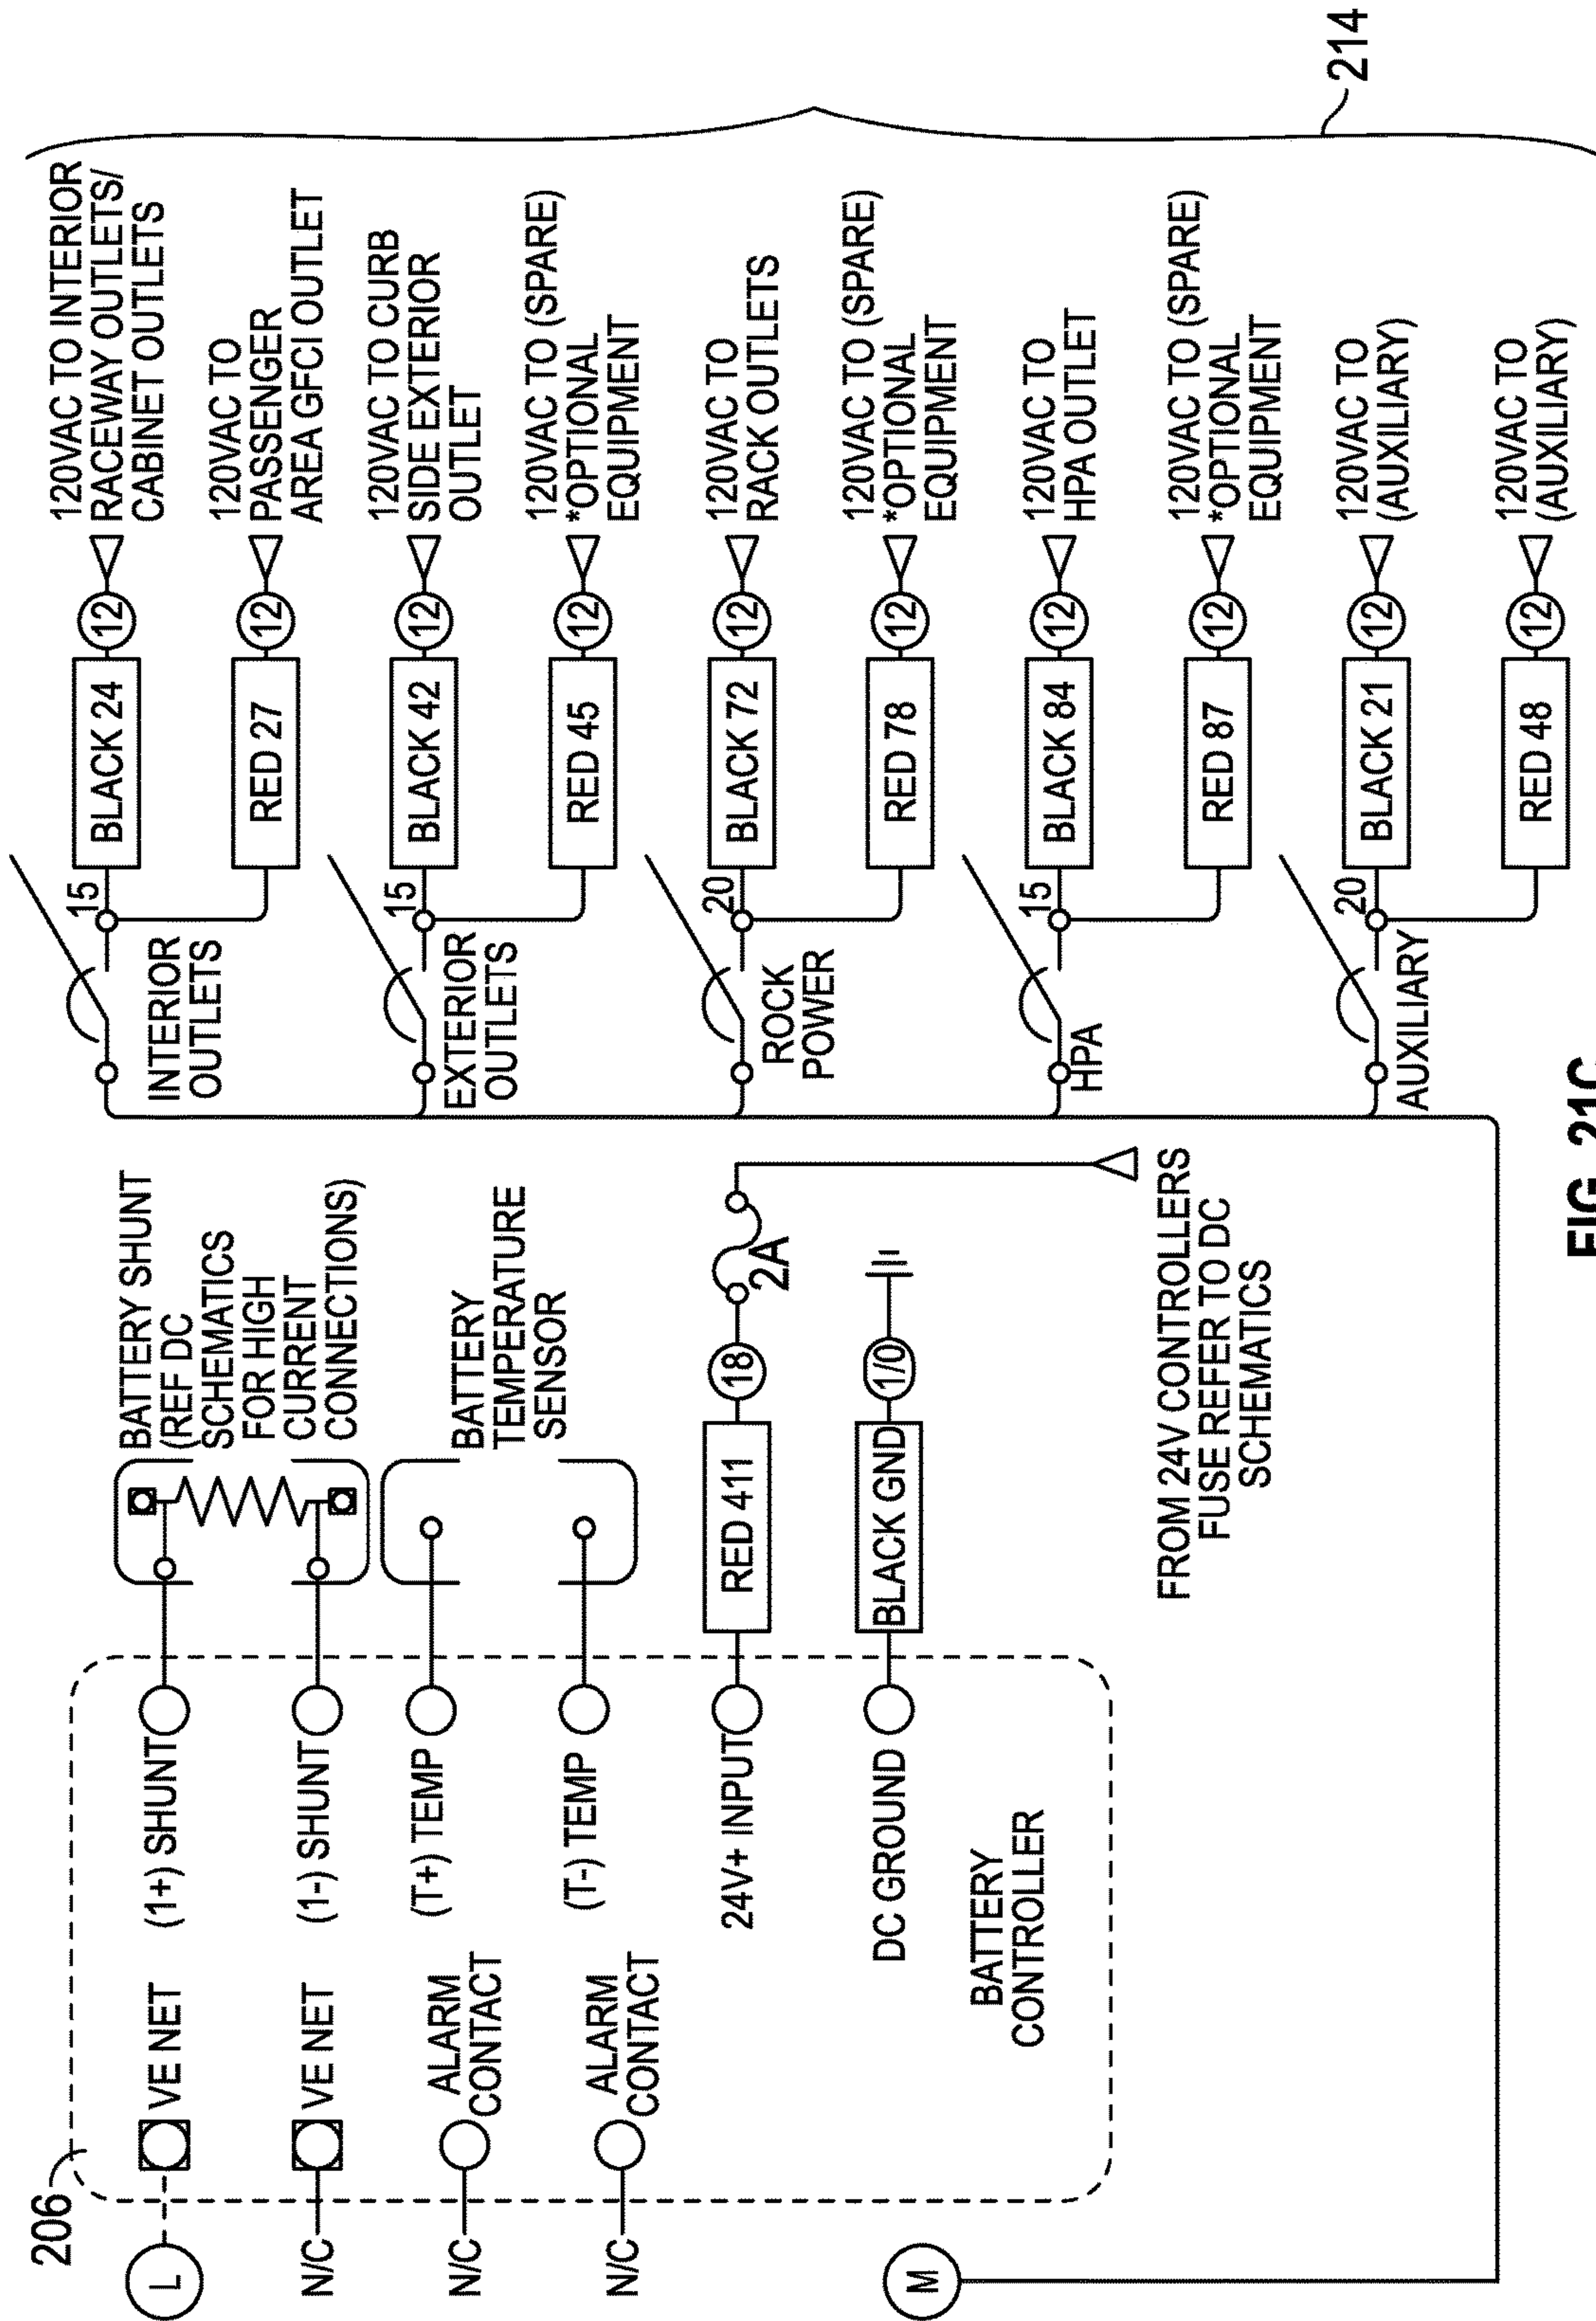 206
L
VE NET
(1+) SHUNT
BATTERY SHUNT
(REF DC
SCHEMATICS
FOR HIGH
CURRENT
CONNECTIONS)
N/C
VE NET
(1-) SHUNT
N/C
ALARM
CONTACT
(T+) TEMP
BATTERY
TEMPERATURE
SENSOR
N/C
ALARM
CONTACT
(T-) TEMP
24V+ INPUT
RED 411
18
2A
DC GROUND
BLACK GND
1/0
BATTERY
CONTROLLER
FROM 24V CONTROLLERS
FUSE REFER TO DC
SCHEMATICS
M
INTERIOR
OUTLETS
15
BLACK 24
12
120VAC TO INTERIOR
RACEWAY OUTLETS/
CABINET OUTLETS
RED 27
12
120VAC TO
PASSENGER
AREA GFCI OUTLET
EXTERIOR
OUTLETS
15
BLACK 42
12
120VAC TO CURB
SIDE EXTERIOR
OUTLET
RED 45
12
120VAC TO (SPARE)
*OPTIONAL
EQUIPMENT
ROCK
POWER
20
BLACK 72
12
120VAC TO
RACK OUTLETS
RED 78
12
120VAC TO (SPARE)
*OPTIONAL
EQUIPMENT
HPA
15
BLACK 84
12
120VAC TO
HPA OUTLET
RED 87
12
120VAC TO (SPARE)
*OPTIONAL
EQUIPMENT
AUXILIARY
20
BLACK 21
12
120VAC TO
(AUXILIARY)
RED 48
12
120VAC TO
(AUXILIARY)
214
FIG. 21C